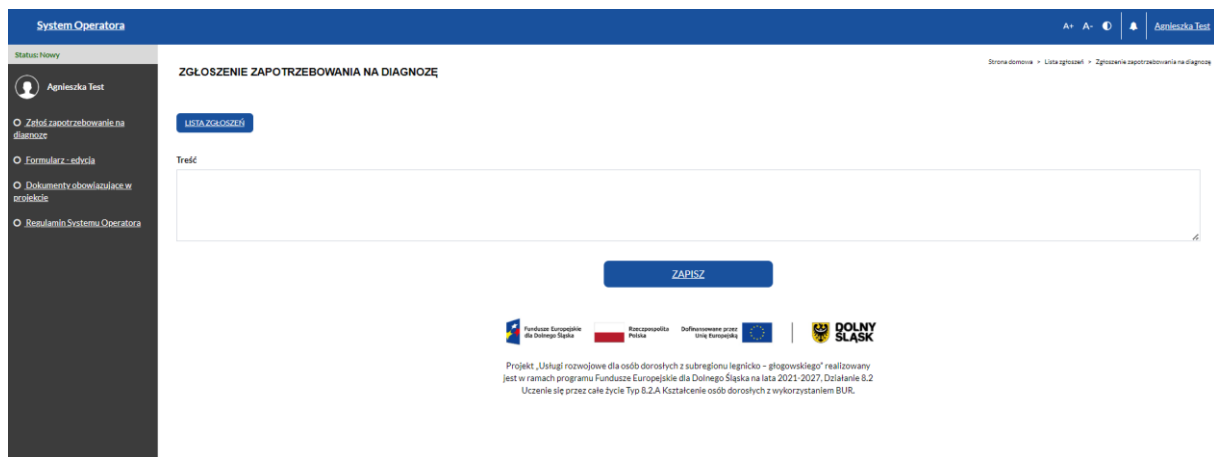 System Operatora
A+ A- Agnieszka Test
Status: Nowy
Agnieszka Test
Zgłoś zapotrzebowanie na
diagnozę
Formularz - edycja
Dokumenty obowiązujące w
projekcie
Regulamin Systemu Operatora
Strona domowa > Lista zgłoszeń > Zgłoszenie zapotrzebowania na diagnozę
ZGŁOSZENIE ZAPOTRZEBOWANIA NA DIAGNOZĘ
LISTA ZGŁOSZEŃ
Treść
ZAPISZ
Fundusze Europejskie
dla Dolnego Śląska
Rzeczpospolita
Polska
Dofinansowane przez
Unię Europejską
DOLNY
ŚLĄSK
Projekt „Usługi rozwojowe dla osób dorosłych z subregionu legnicko – głogowskiego" realizowany
jest w ramach programu Fundusze Europejskie dla Dolnego Śląska na lata 2021-2027, Działanie 8.2
Uczenie się przez całe życie Typ 8.2.A Kształcenie osób dorosłych z wykorzystaniem BUR.